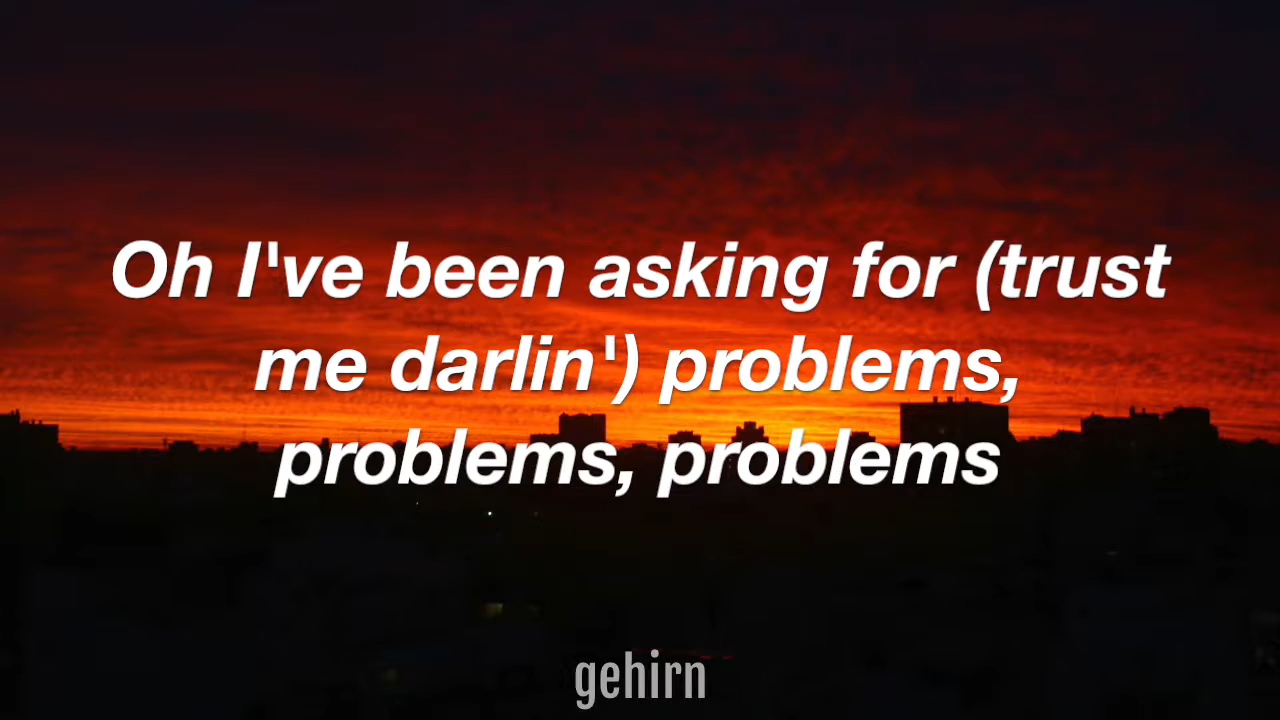 Oh I've been asking for (trust
me darlin') problems,
problems, problems
gehirn